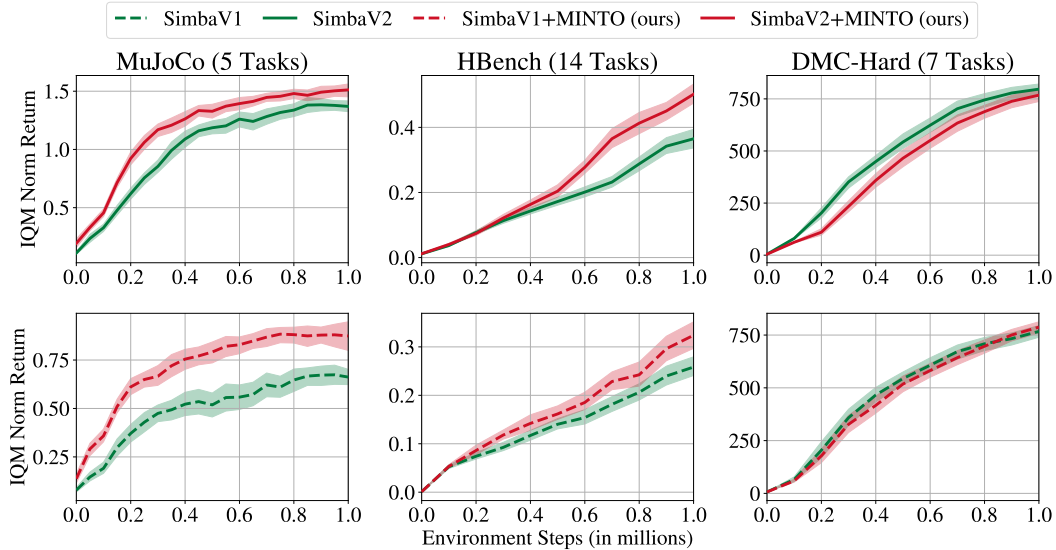 SimbaV1 SimbaV2 SimbaV1+MINTO (ours) SimbaV2+MINTO (ours)
MuJoCo (5 Tasks) HBench (14 Tasks) DMC-Hard (7 Tasks)
IQM Norm Return
1.5
1.0
0.5
0.0 0.2 0.4 0.6 0.8 1.0
0.4
0.2
0.0
0.0 0.2 0.4 0.6 0.8 1.0
750
500
250
0
0.0 0.2 0.4 0.6 0.8 1.0
IQM Norm Return
0.75
0.50
0.25
0.0 0.2 0.4 0.6 0.8 1.0
0.3
0.2
0.1
0.0
0.0 0.2 0.4 0.6 0.8 1.0
750
500
250
0
0.0 0.2 0.4 0.6 0.8 1.0
Environment Steps (in millions)